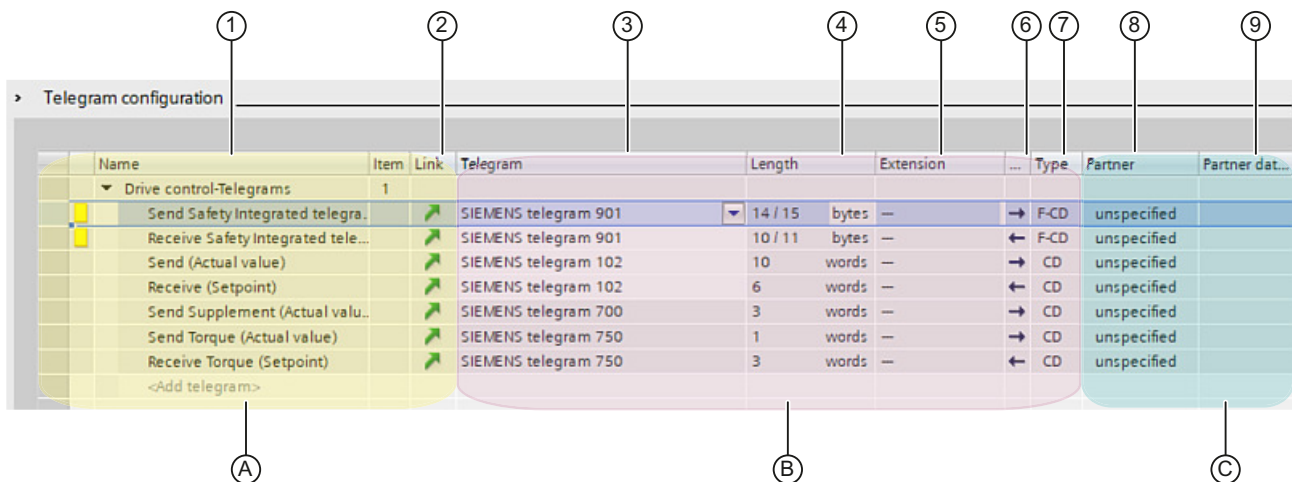 1 2 3 4 5 6 7 8 9
Telegram configuration
Name Item Link Telegram Length Extension ... Type Partner Partner dat...
Drive control-Telegrams 1
Send Safety Integrated telegra. SIEMENS telegram 901 14 / 15 bytes — → F-CD unspecified
Receive Safety Integrated tele... SIEMENS telegram 901 10 / 11 bytes — ← F-CD unspecified
Send (Actual value) SIEMENS telegram 102 10 words — → CD unspecified
Receive (Setpoint) SIEMENS telegram 102 6 words — ← CD unspecified
Send Supplement (Actual valu.. SIEMENS telegram 700 3 words — → CD unspecified
Send Torque (Actual value) SIEMENS telegram 750 1 words — → CD unspecified
Receive Torque (Setpoint) SIEMENS telegram 750 3 words — ← CD unspecified
<Add telegram>
A B C